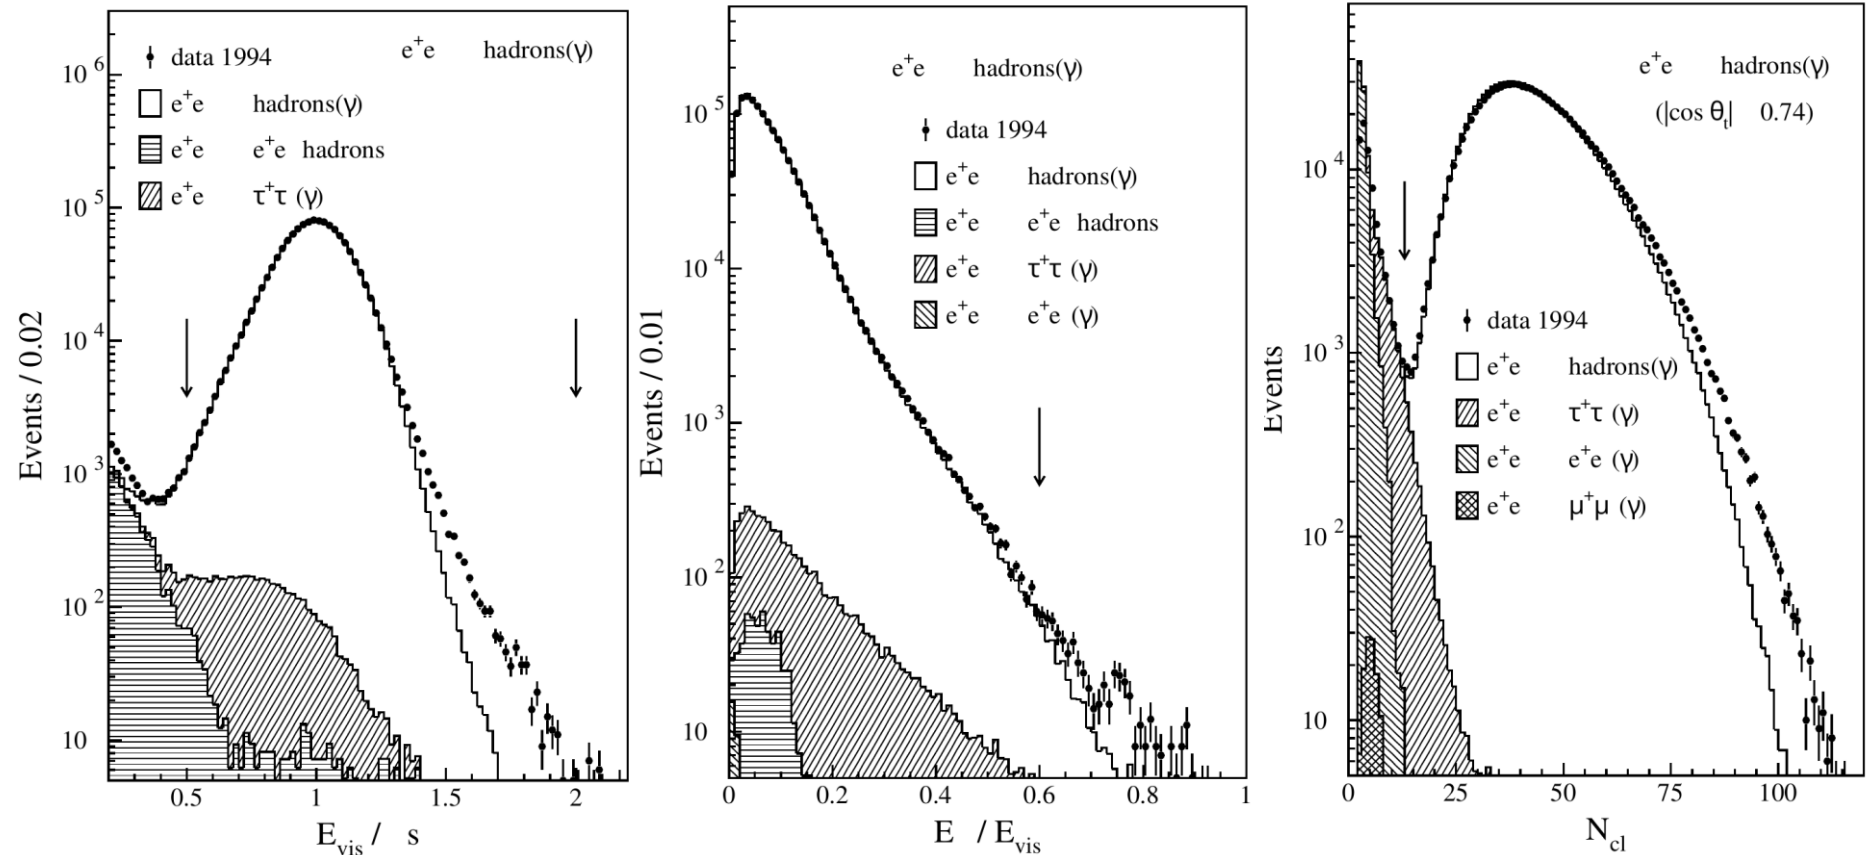 e+e hadrons(γ)
data 1994
e+e hadrons(γ)
e+e e+e hadrons
e+e τ+τ (γ)
10 6
10 5
10 4
10 3
10 2
10
Events / 0.02
0.5 1 1.5 2
E vis / s
e+e hadrons(γ)
data 1994
e+e hadrons(γ)
e+e e+e hadrons
e+e τ+τ (γ)
e+e e+e (γ)
10 5
10 4
10 3
10 2
10
Events / 0.01
0 0.2 0.4 0.6 0.8 1
E / E vis
e+e hadrons(γ)
(|cos θt| 0.74)
data 1994
e+e hadrons(γ)
e+e τ+τ (γ)
e+e e+e (γ)
e+e μ+μ (γ)
10 4
10 3
10 2
10
Events
0 25 50 75 100
N cl